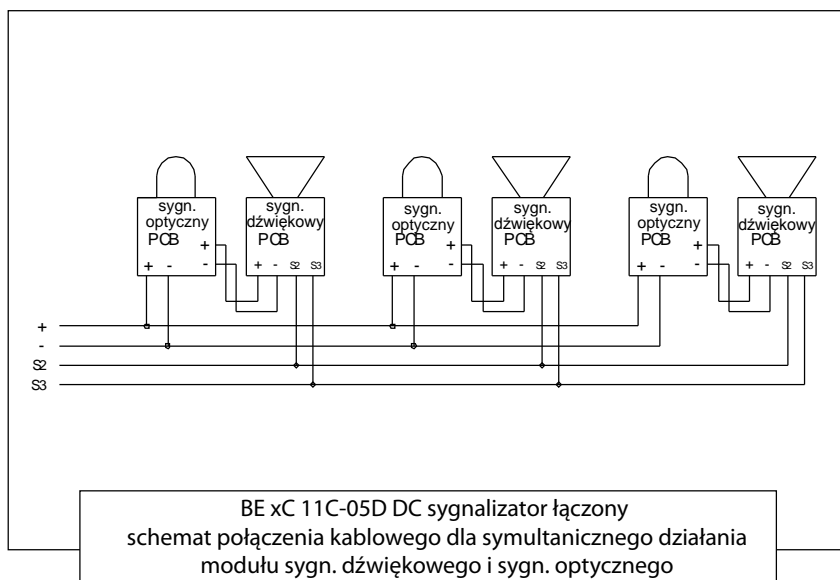 sygn.
optyczny
PCB
+
-
+ -
sygn.
dźwiękowy
PCB
+ - S2 S3
sygn.
optyczny
PCB
+
-
+ -
sygn.
dźwiękowy
PCB
+ - S2 S3
sygn.
optyczny
PCB
+
-
+ -
sygn.
dźwiękowy
PCB
+ - S2 S3
+
-
S2
S3
BE xC 11C-05D DC sygnalizator łączony
schemat połączenia kablowego dla symultanicznego działania
modułu sygn. dźwiękowego i sygn. optycznego